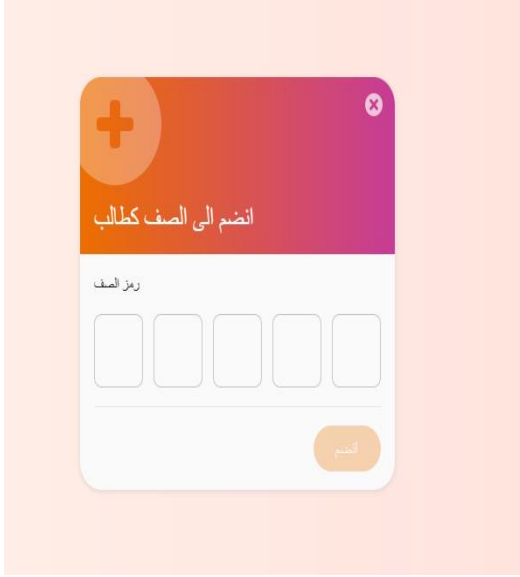 انضم الى الصف كطالب
رمز الصف
انضم